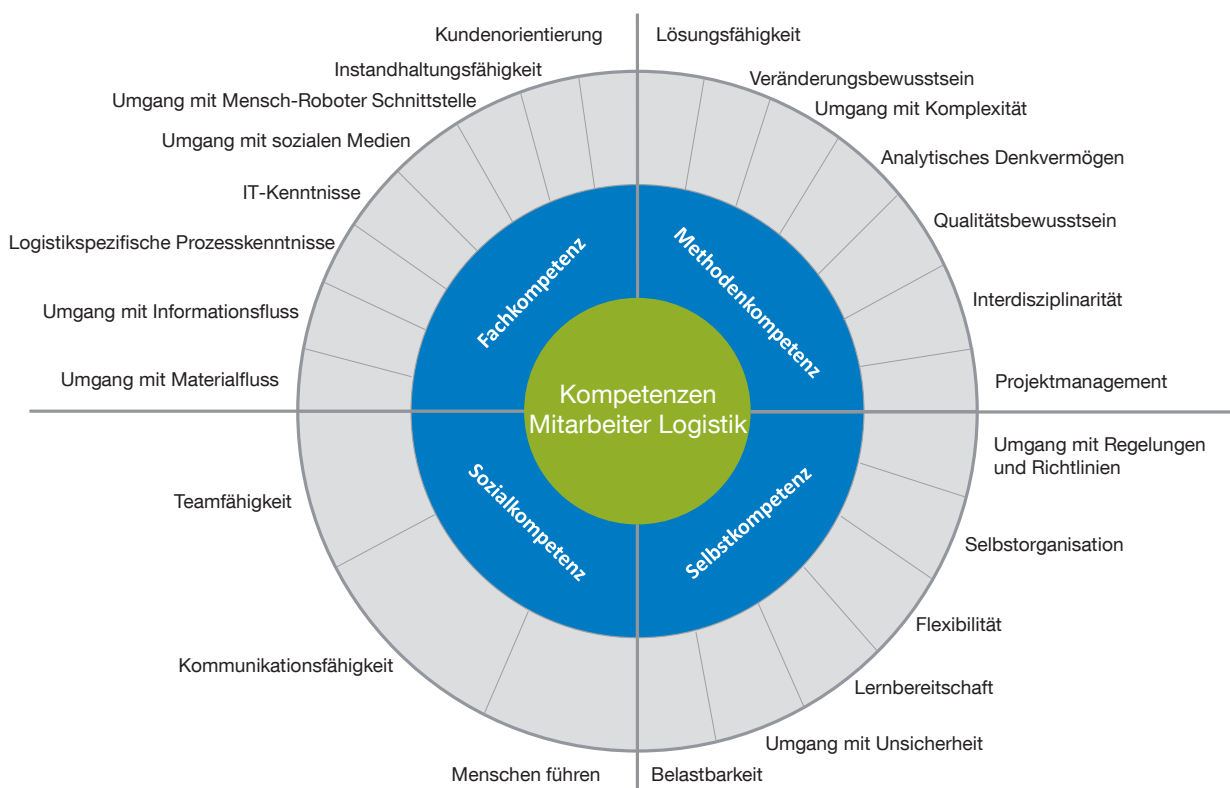 Kundenorientierung
Lösungsfähigkeit
Instandhaltungsfähigkeit
Veränderungsbewusstsein
Umgang mit Mensch-Roboter Schnittstelle
Umgang mit Komplexität
Umgang mit sozialen Medien
Analytisches Denkvermögen
IT-Kenntnisse
Qualitätsbewusstsein
Logistikspezifische Prozesskenntnisse
Interdisziplinarität
Umgang mit Informationsfluss
Projektmanagement
Umgang mit Materialfluss
Fachkompetenz
Methodenkompetenz
Kompetenzen
Mitarbeiter Logistik
Sozialkompetenz
Selbstkompetenz
Umgang mit Regelungen
und Richtlinien
Teamfähigkeit
Selbstorganisation
Flexibilität
Kommunikationsfähigkeit
Lernbereitschaft
Umgang mit Unsicherheit
Menschen führen
Belastbarkeit